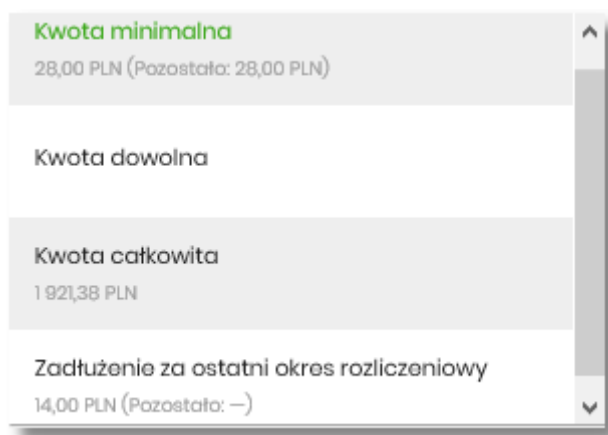 Kwota minimalna
28,00 PLN (Pozostało: 28,00 PLN)
Kwota dowolna
Kwota całkowita
1 921,38 PLN
Zadłużenie za ostatni okres rozliczeniowy
14,00 PLN (Pozostało: —)